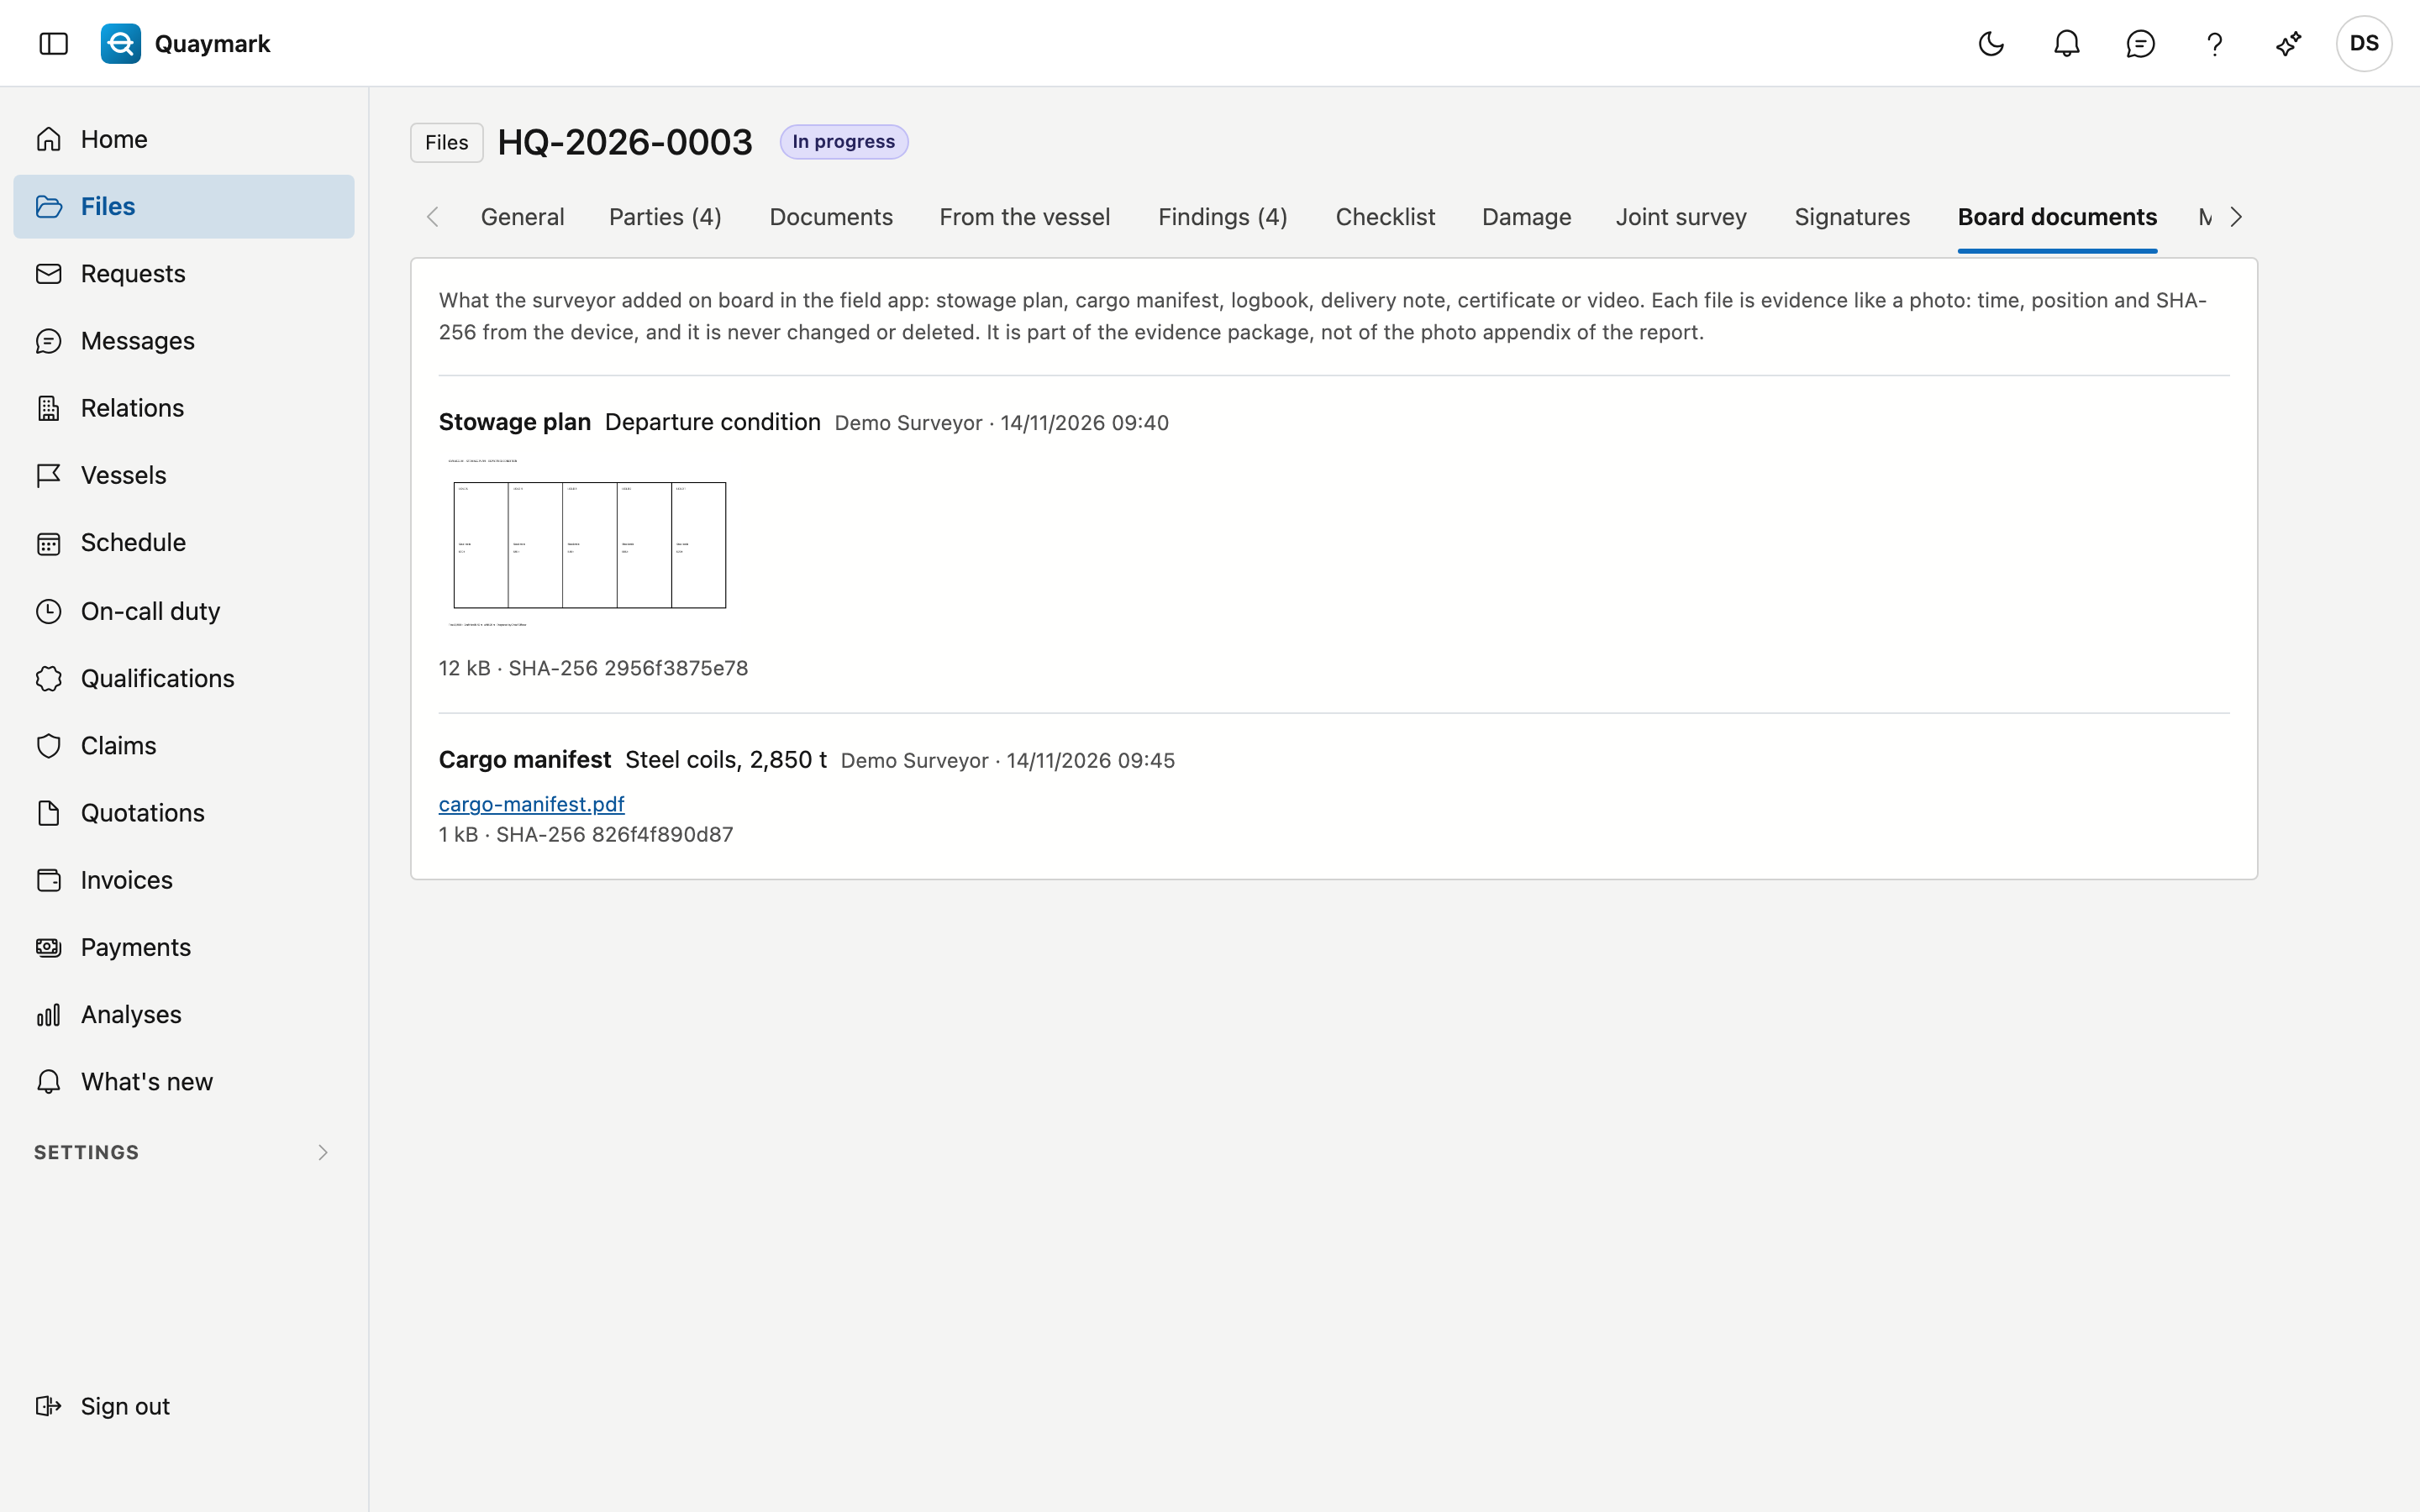 Quaymark
DS
Home
Files
Requests
Messages
Relations
Vessels
Schedule
On-call duty
Qualifications
Claims
Quotations
Invoices
Payments
Analyses
What's new
SETTINGS
Sign out
Files HQ-2026-0003 In progress
General Parties (4) Documents From the vessel Findings (4) Checklist Damage Joint survey Signatures Board documents
What the surveyor added on board in the field app: stowage plan, cargo manifest, logbook, delivery note, certificate or video. Each file is evidence like a photo: time, position and SHA-
256 from the device, and it is never changed or deleted. It is part of the evidence package, not of the photo appendix of the report.
Stowage plan Departure condition Demo Surveyor · 14/11/2026 09:40
12 kB · SHA-256 2956f3875e78
Cargo manifest Steel coils, 2,850 t Demo Surveyor · 14/11/2026 09:45
cargo-manifest.pdf
1 kB · SHA-256 826f4f890d87